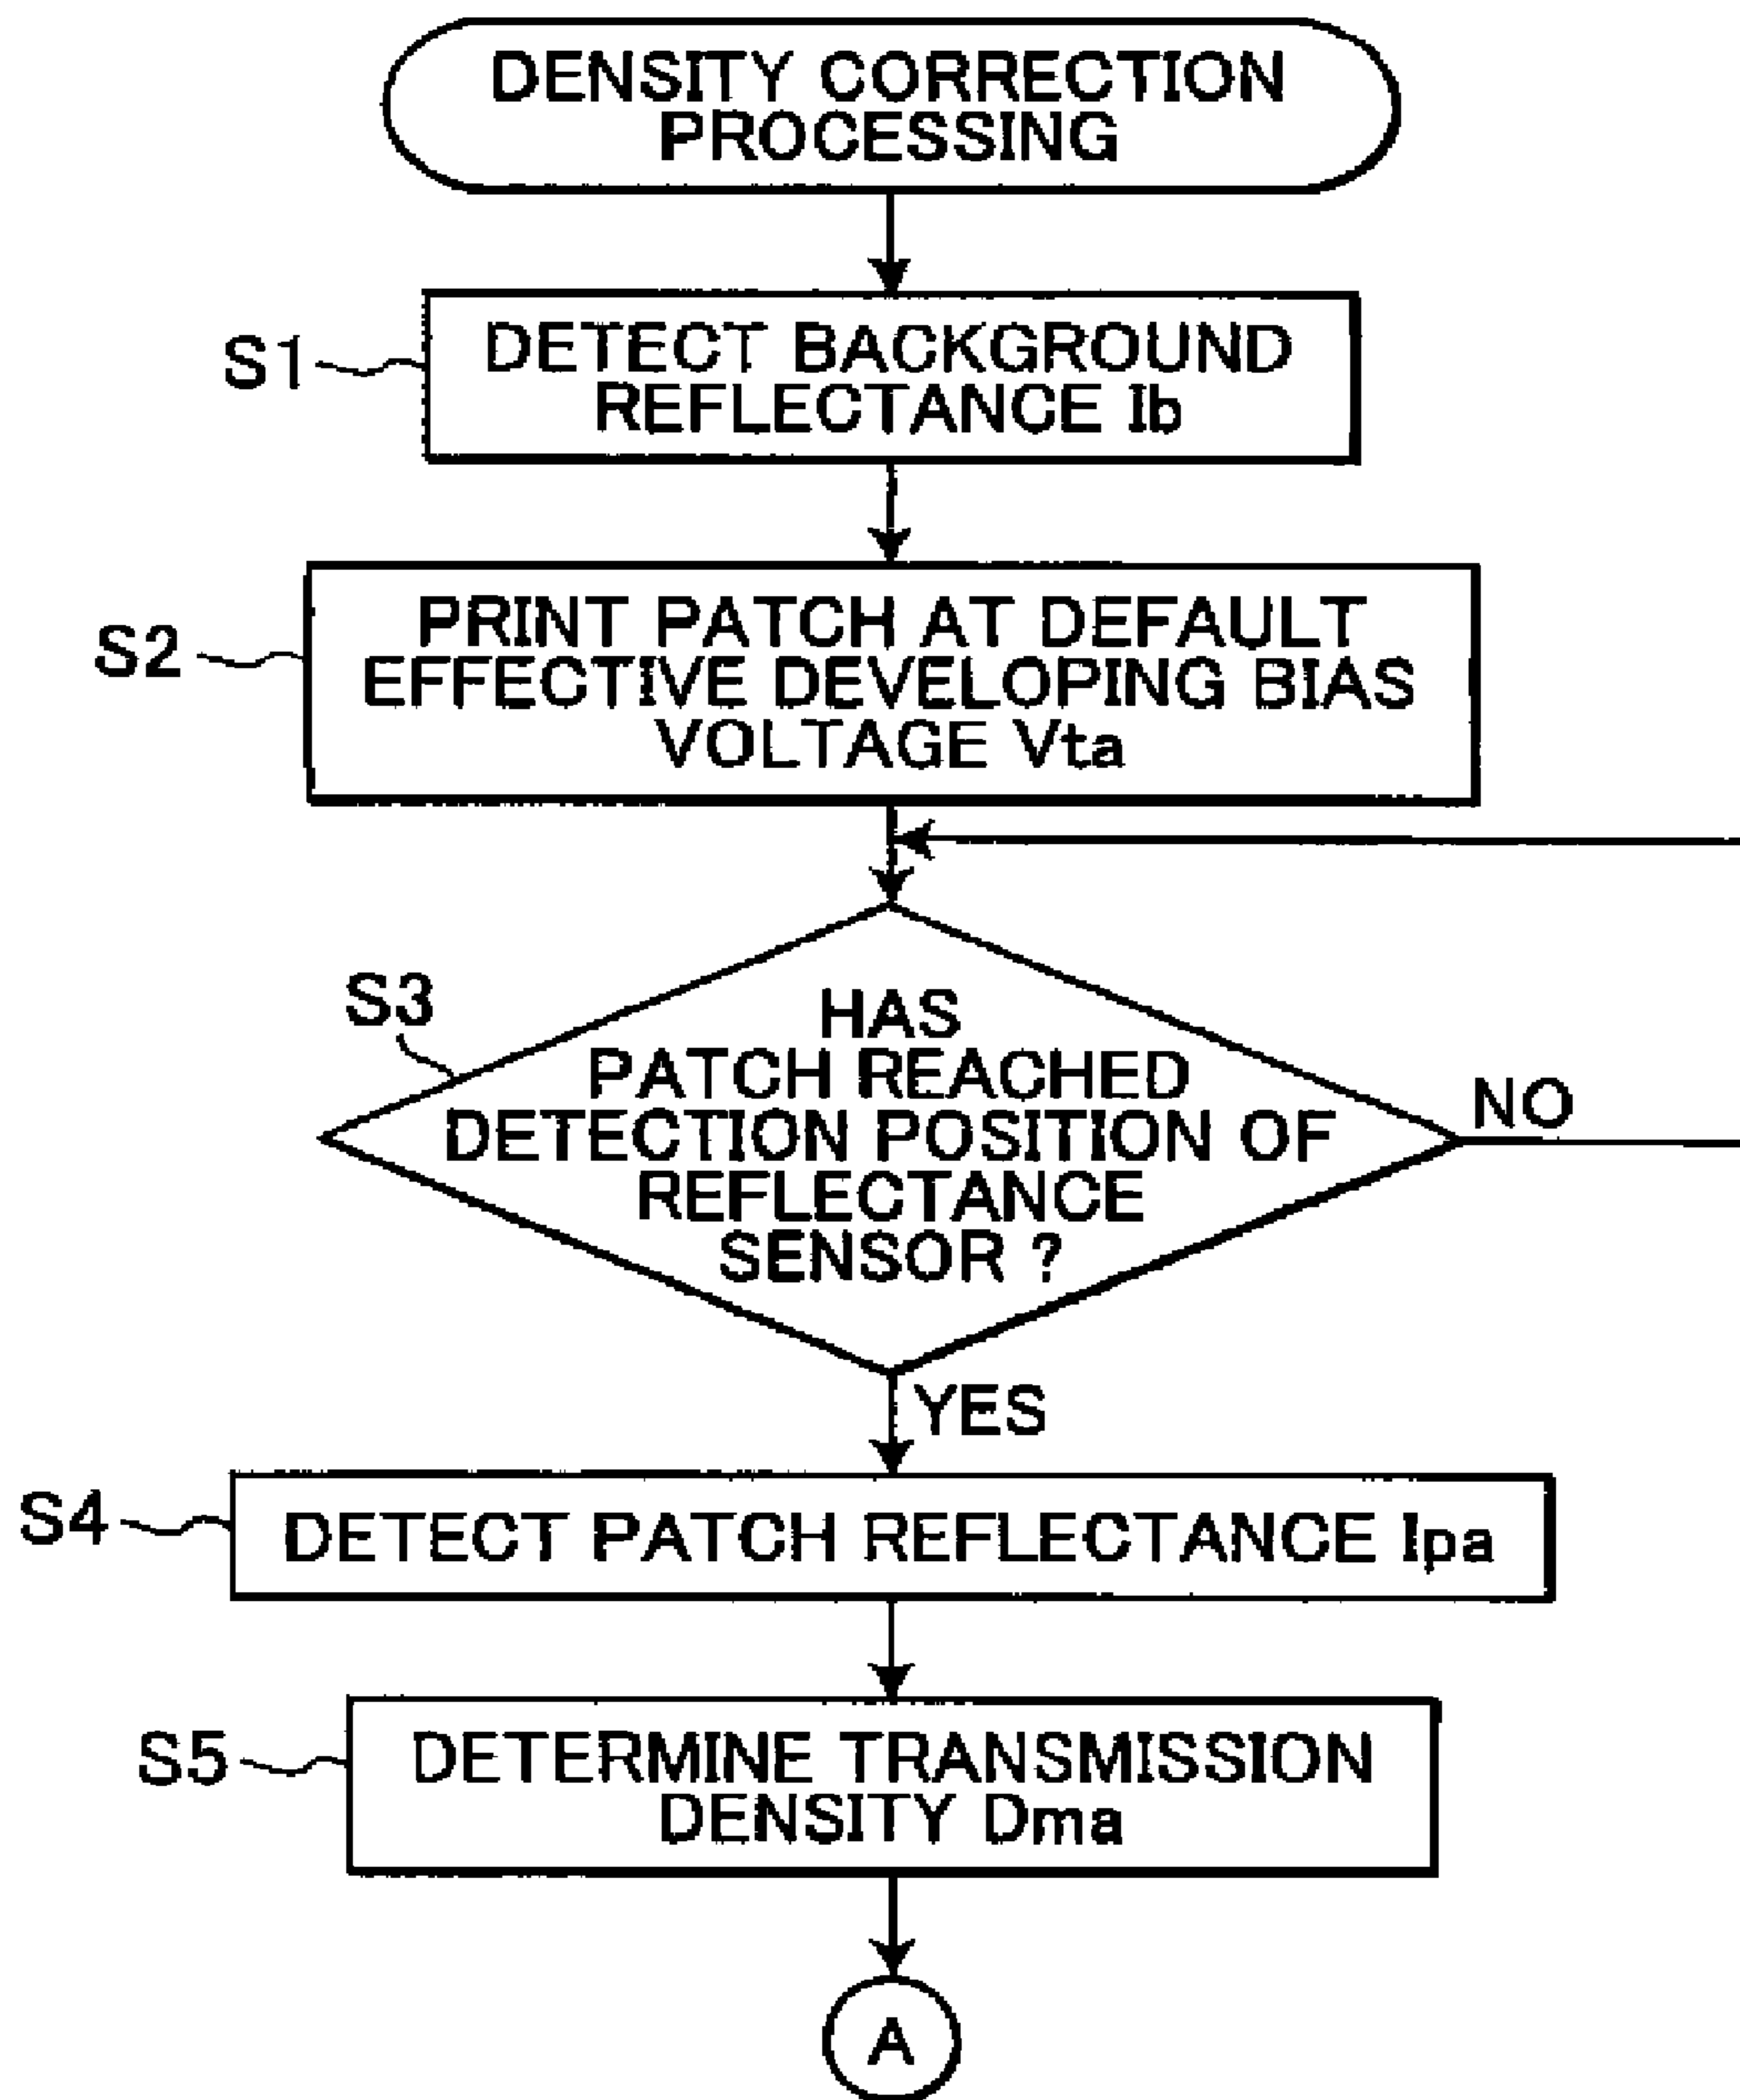 DENSITY CORRECTION
PROCESSING
S1
DETECT BACKGROUND
REFLECTANCE Ib
S2
PRINT PATCH AT DEFAULT
EFFECTIVE DEVELOPING BIAS
VOLTAGE Vta
S3
HAS
PATCH REACHED
DETECTION POSITION OF
REFLECTANCE
SENSOR ?
NO
YES
S4
DETECT PATCH REFLECTANCE Ipa
S5
DETERMINE TRANSMISSION
DENSITY Dma
A